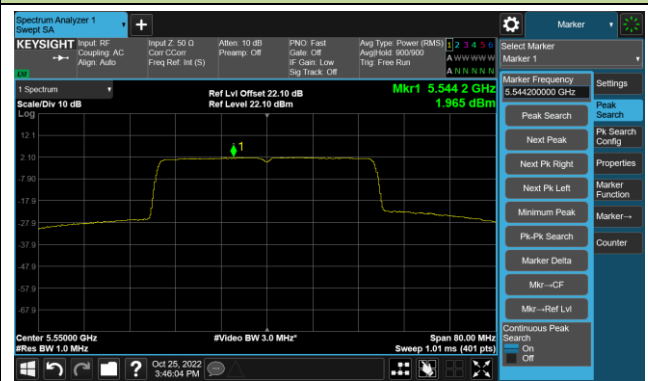 Spectrum Analyzer 1
Swept SA
Marker
KEYSIGHT
Input: RF
Coupling: AC
Align: Auto
Input Z: 50 Ω
Corr CCorr
Freq Ref: Int (S)
Atten: 10 dB
Preamp: Off
PNO: Fast
Gate: Off
IF Gain: Low
Sig Track: Off
Avg Type: Power (RMS)
Avg|Hold: 900/900
Trig: Free Run
1 2 3 4 5 6
A W W W W W
A N N N N N
LXI
Select Marker
Marker 1
1 Spectrum
Scale/Div 10 dB
Log
Ref Lvl Offset 22.10 dB
Ref Level 22.10 dBm
Mkr1 5.544 2 GHz
1.965 dBm
12.1
2.10
-7.90
-17.9
-27.9
-37.9
-47.9
-57.9
-67.9
1
Center 5.55000 GHz
#Res BW 1.0 MHz
#Video BW 3.0 MHz*
Span 80.00 MHz
Sweep 1.01 ms (401 pts)
Marker Frequency
5.544200000 GHz
Peak Search
Next Peak
Next Pk Right
Next Pk Left
Minimum Peak
Pk-Pk Search
Marker Delta
Mkr→CF
Mkr→Ref Lvl
Continuous Peak
Search
On
Off
Settings
Peak
Search
Pk Search
Config
Properties
Marker
Function
Marker→
Counter
?
Oct 25, 2022
3:46:04 PM